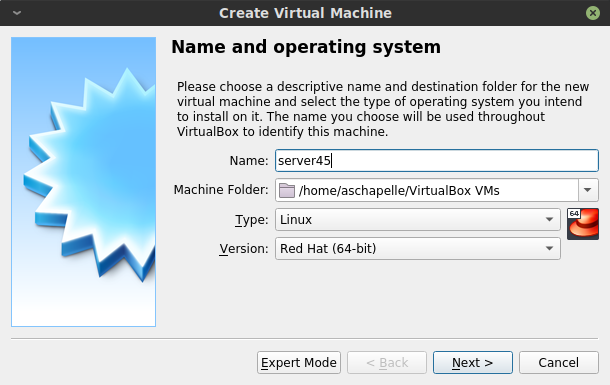 Create Virtual Machine
Name and operating system
Please choose a descriptive name and destination folder for the new
virtual machine and select the type of operating system you intend
to install on it. The name you choose will be used throughout
VirtualBox to identify this machine.
Name: server45
Machine Folder: /home/aschapelle/VirtualBox VMs
Type: Linux
64
Version: Red Hat (64-bit)
Expert Mode < Back Next > Cancel